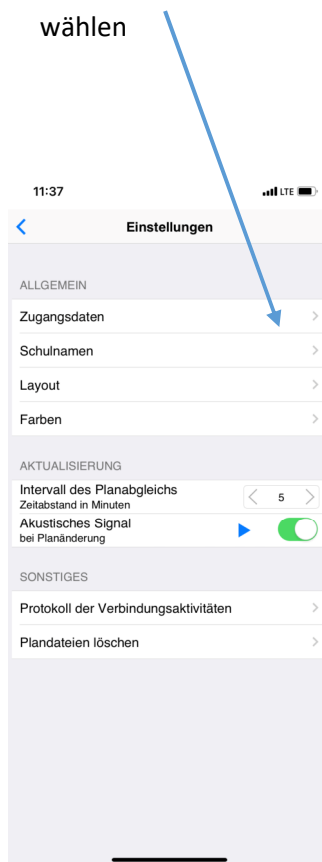 wählen
11:37
LTE
Einstellungen
ALLGEMEIN
Zugangsdaten
Schulnamen
Layout
Farben
AKTUALISIERUNG
Intervall des Planabgleichs
Zeitabstand in Minuten
5
Akustisches Signal
bei Planänderung
SONSTIGES
Protokoll der Verbindungsaktivitäten
Plandateien löschen